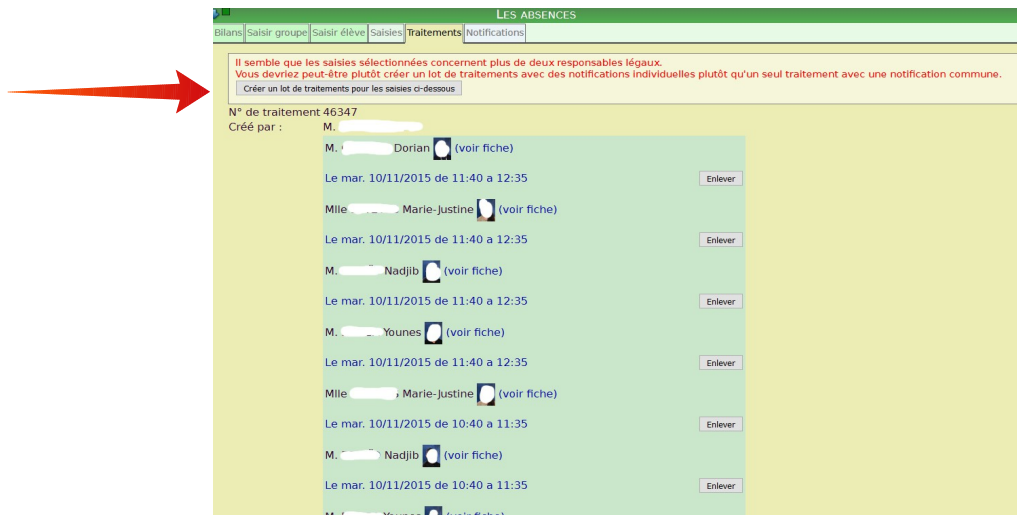 LES ABSENCES
Bilans Saisir groupe Saisir élève Saisies Traitements Notifications
Il semble que les saisies sélectionnées concernent plus de deux responsables légaux.
Vous devriez peut-être plutôt créer un lot de traitements avec des notifications individuelles plutôt qu'un seul traitement avec une notification commune.
Créer un lot de traitements pour les saisies ci-dessous
N° de traitement 46347
Créé par : M.
M. Dorian (voir fiche)
Le mar. 10/11/2015 de 11:40 a 12:35 Enlever
Mlle Marie-Justine (voir fiche)
Le mar. 10/11/2015 de 11:40 a 12:35 Enlever
M. Nadjib (voir fiche)
Le mar. 10/11/2015 de 11:40 a 12:35 Enlever
M. Younes (voir fiche)
Le mar. 10/11/2015 de 11:40 a 12:35 Enlever
Mlle Marie-Justine (voir fiche)
Le mar. 10/11/2015 de 10:40 a 11:35 Enlever
M. Nadjib (voir fiche)
Le mar. 10/11/2015 de 10:40 a 11:35 Enlever